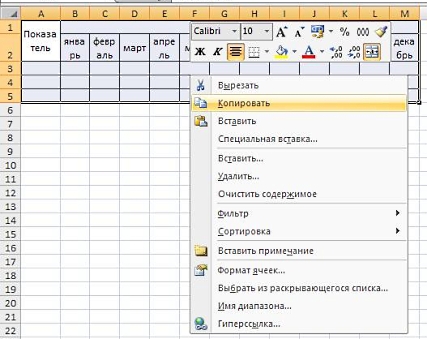 Calibri 10 A A % 000
Ж К A
A B C D E F G H I J K L M
1 Показа
тель
2 янва
рь февр
аль март апре
ль дека
брь
3
4
5
6
7
8
9
10
11
12
13
14
15
16
17
18
19
20
21
22
Вырезать
Копировать
Вставить
Специальная вставка...
Вставить...
Удалить...
Очистить содержимое
Фильтр
Сортировка
Вставить примечание
Формат ячеек...
Выбрать из раскрывающегося списка...
Имя диапазона...
Гиперссылка...